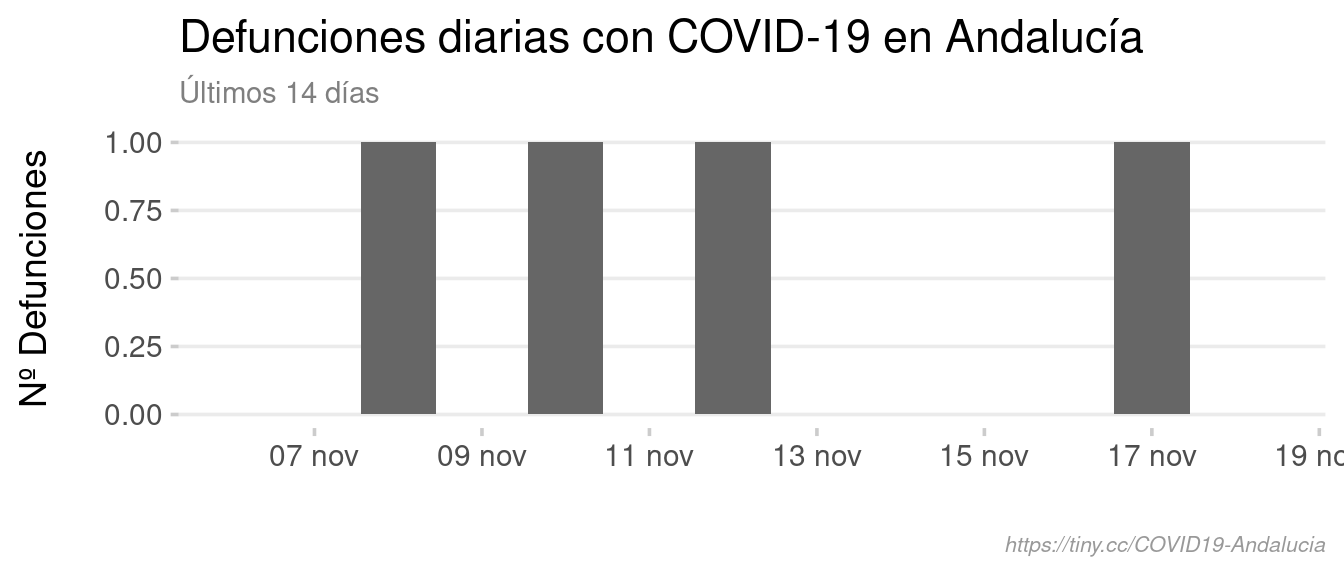 Defunciones diarias con COVID-19 en Andalucía
Últimos 14 días
Nº Defunciones
1.00
0.75
0.50
0.25
0.00
07 nov 09 nov 11 nov 13 nov 15 nov 17 nov 19 no
https://tiny.cc/COVID19-Andalucia